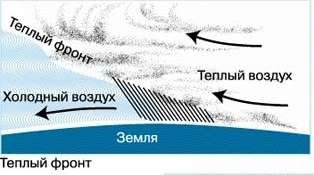 Теплый фронт
Теплый воздух
Холодный воздух
Земля
Теплый фронт